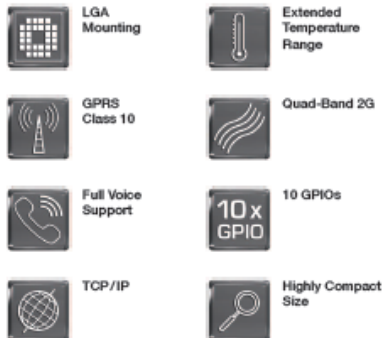 LGA
Mounting
Extended
Temperature
Range
GPRS
Class 10
Quad-Band 2G
Full Voice
Support
10 x
GPIO
10 GPIOs
TCP/IP
Highly Compact
Size